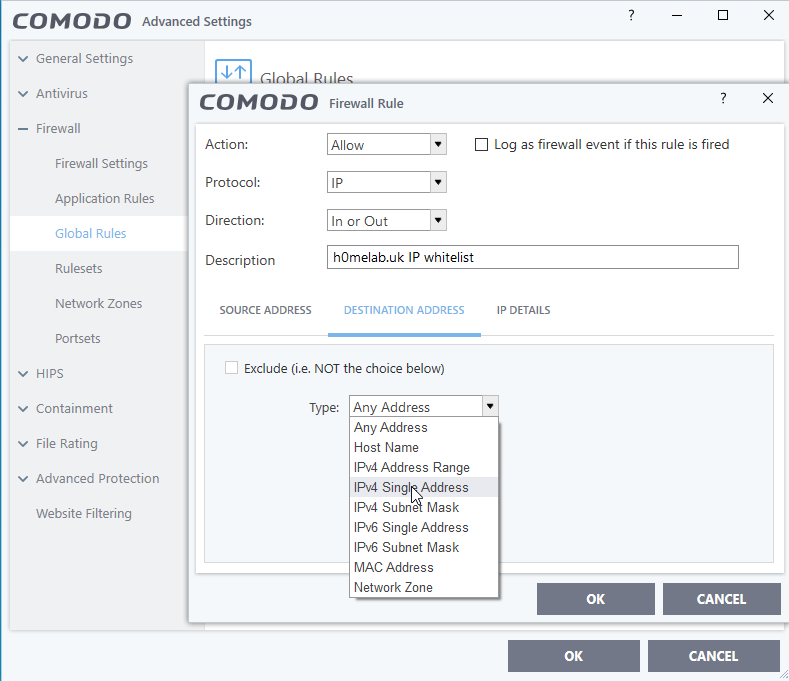 COMODO Advanced Settings ?
General Settings
Antivirus
Firewall
Firewall Settings
Application Rules
Global Rules
Rulesets
Network Zones
Portsets
HIPS
Containment
File Rating
Advanced Protection
Website Filtering
Global Rules
COMODO Firewall Rule ?
Action: Allow Log as firewall event if this rule is fired
Protocol: IP
Direction: In or Out
Description h0melab.uk IP whitelist
SOURCE ADDRESS DESTINATION ADDRESS IP DETAILS
Exclude (i.e. NOT the choice below)
Type: Any Address
Any Address
Host Name
IPv4 Address Range
IPv4 Single Address
IPv4 Subnet Mask
IPv6 Single Address
IPv6 Subnet Mask
MAC Address
Network Zone
OK CANCEL
OK CANCEL